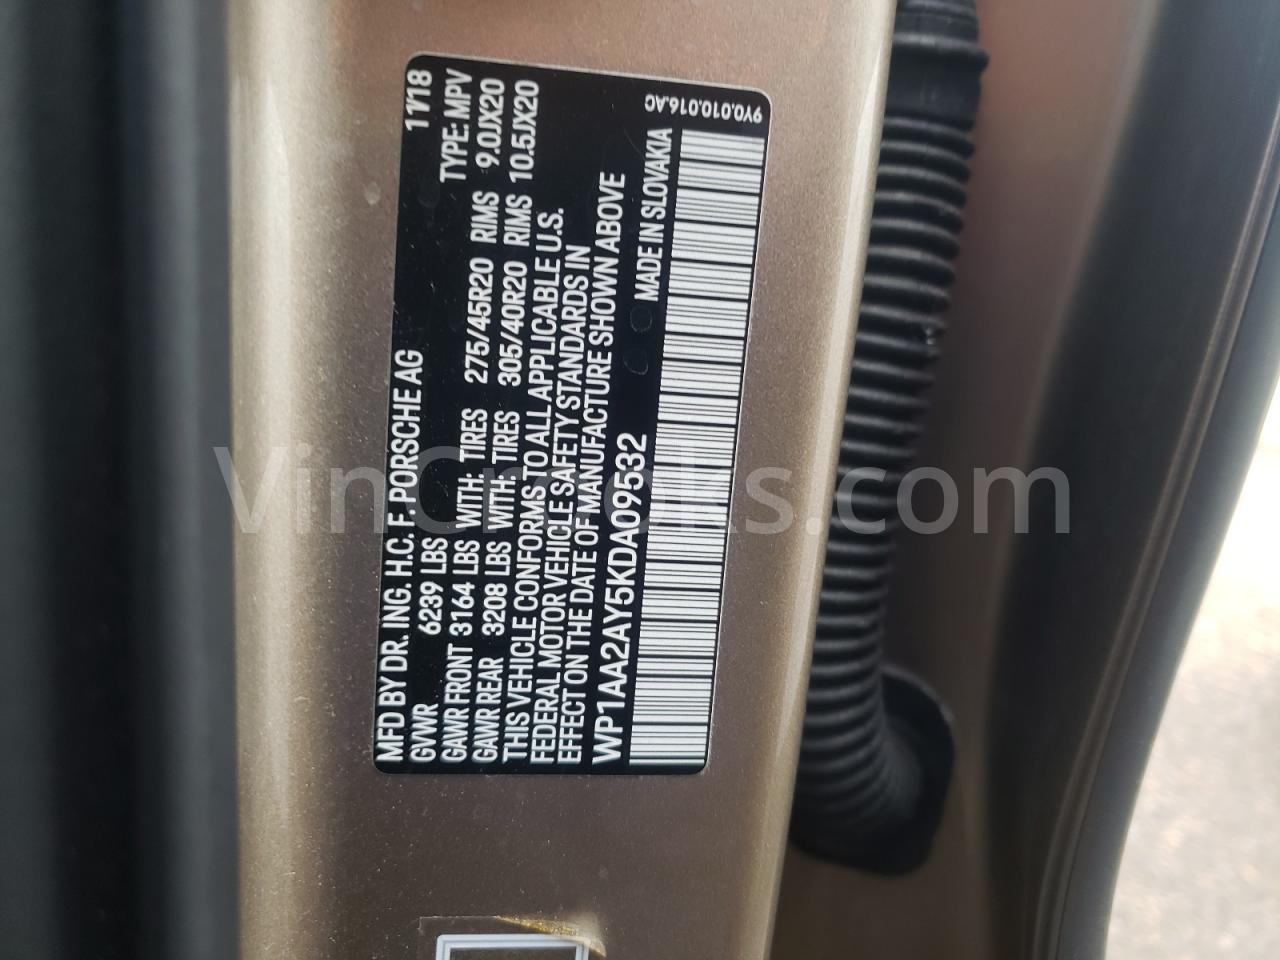 MFD BY DR. ING. H.C. F. PORSCHE AG 11/18
GVWR 6239 LBS TYPE: MPV
GAWR FRONT 3164 LBS WITH: TIRES 275/45R20 RIMS 9.0JX20
GAWR REAR 3208 LBS WITH: TIRES 305/40R20 RIMS 10.5JX20
THIS VEHICLE CONFORMS TO ALL APPLICABLE U.S.
FEDERAL MOTOR VEHICLE SAFETY STANDARDS IN
EFFECT ON THE DATE OF MANUFACTURE SHOWN ABOVE
WP1AA2AY5KDA09532 MADE IN SLOVAKIA
9Y0.010.016.AC
VinCrooks.com